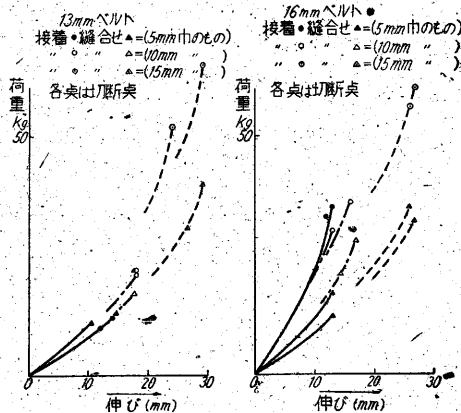 13mmベルト
接着●縫合せ▲=(5mm巾のもの)
〃 ○ 〃 △=(10mm 〃 )
〃 ⊙ 〃 =(15mm 〃 )
各点は切断点
荷重 Kg
50
0 10 20 30
伸び(mm)
16mmベルト
接着●縫合せ▲=(5mm巾のもの)
〃 ○ 〃 △=(10mm 〃 )
〃 ⊙ 〃 =(15mm 〃 )
各点は切断点
荷重 Kg
50
0 10 20 30
伸び(mm)